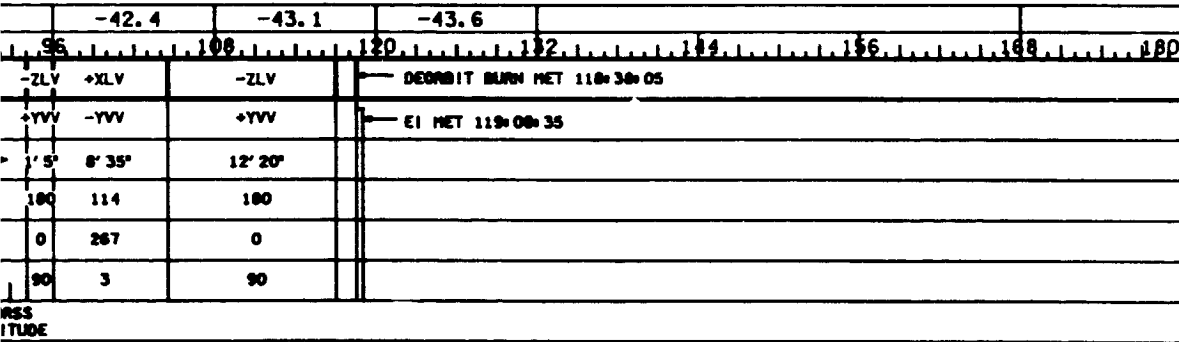 -42.4 -43.1 -43.6
96 108 120 132 144 156 168 180
-ZLV +XLV -ZLV DEORBIT BURN MET 118:38:05
+YVV -YVV +YVV EI MET 119:08:35
1' 5" 8' 35" 12' 20"
180 114 180
0 267 0
90 3 90
RSS
ITUDE